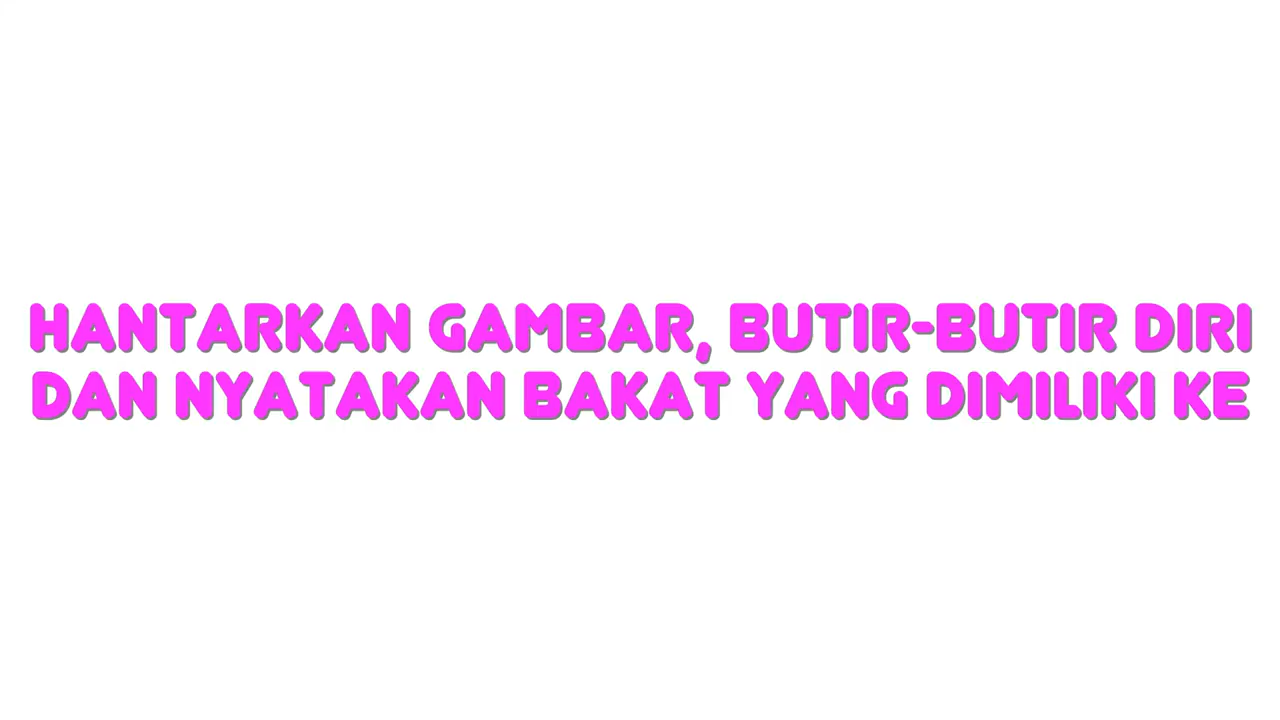 HANTARKAN GAMBAR, BUTIR-BUTIR DIRI
DAN NYATAKAN BAKAT YANG DIMILIKI KE